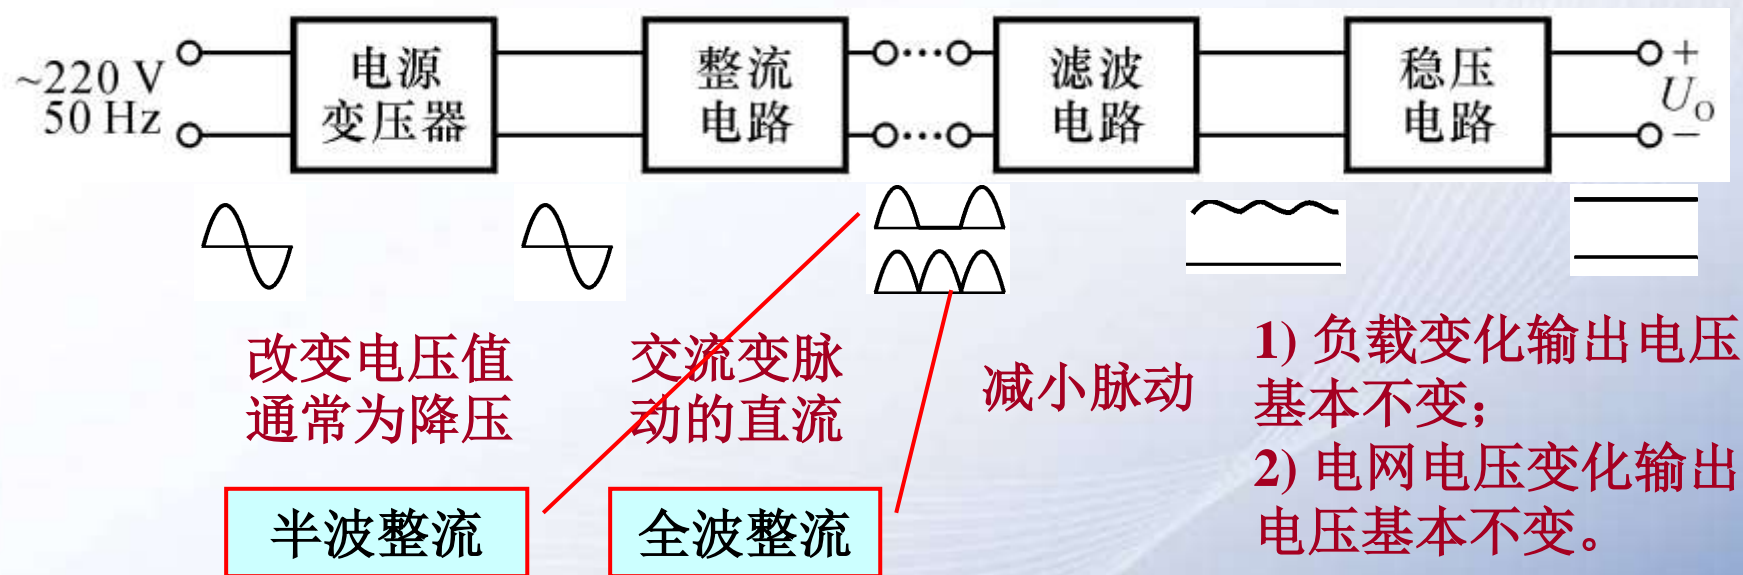 ~220 V
50 Hz
电源
变压器
整流
电路
滤波
电路
稳压
电路
+
U_O
−
改变电压值
通常为降压
交流变脉
动的直流
减小脉动
1) 负载变化输出电压
基本不变；
2) 电网电压变化输出
电压基本不变。
半波整流
全波整流